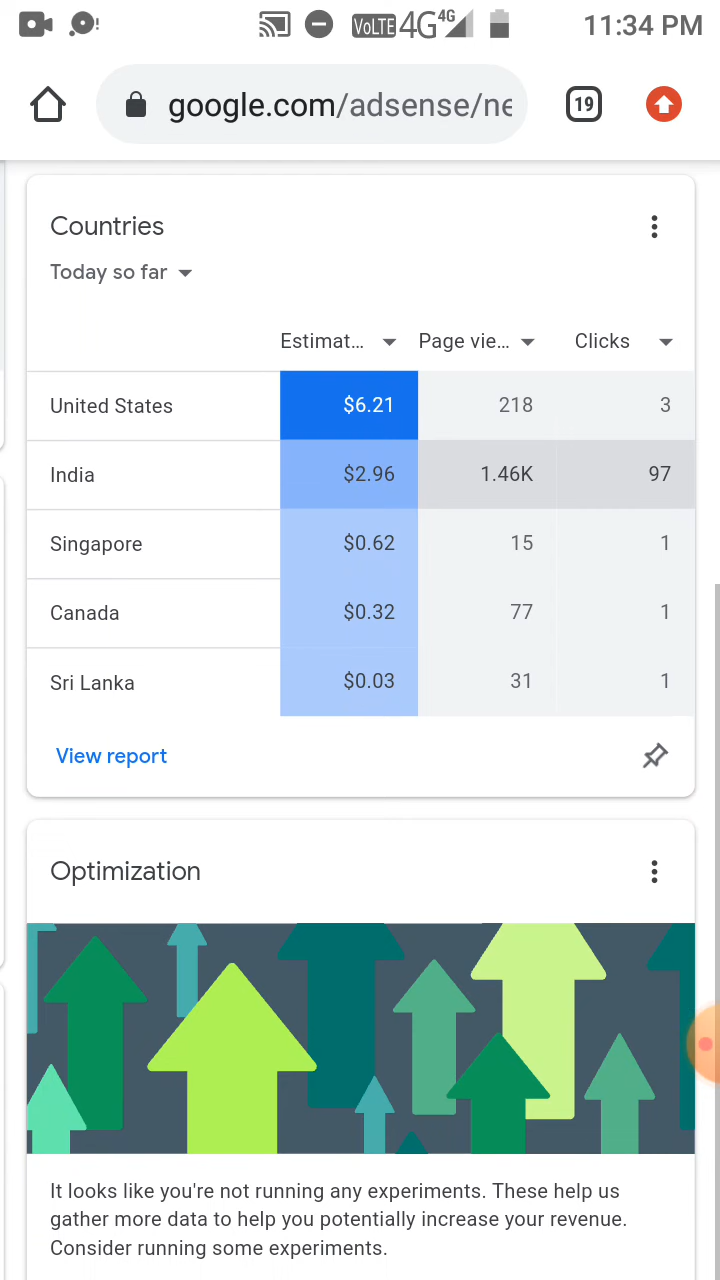 VoLTE 4G 4G 11:34 PM
google.com/adsense/ne 19
Countries
Today so far
Estimat... Page vie... Clicks
United States $6.21 218 3
India $2.96 1.46K 97
Singapore $0.62 15 1
Canada $0.32 77 1
Sri Lanka $0.03 31 1
View report
Optimization
It looks like you're not running any experiments. These help us
gather more data to help you potentially increase your revenue.
Consider running some experiments.